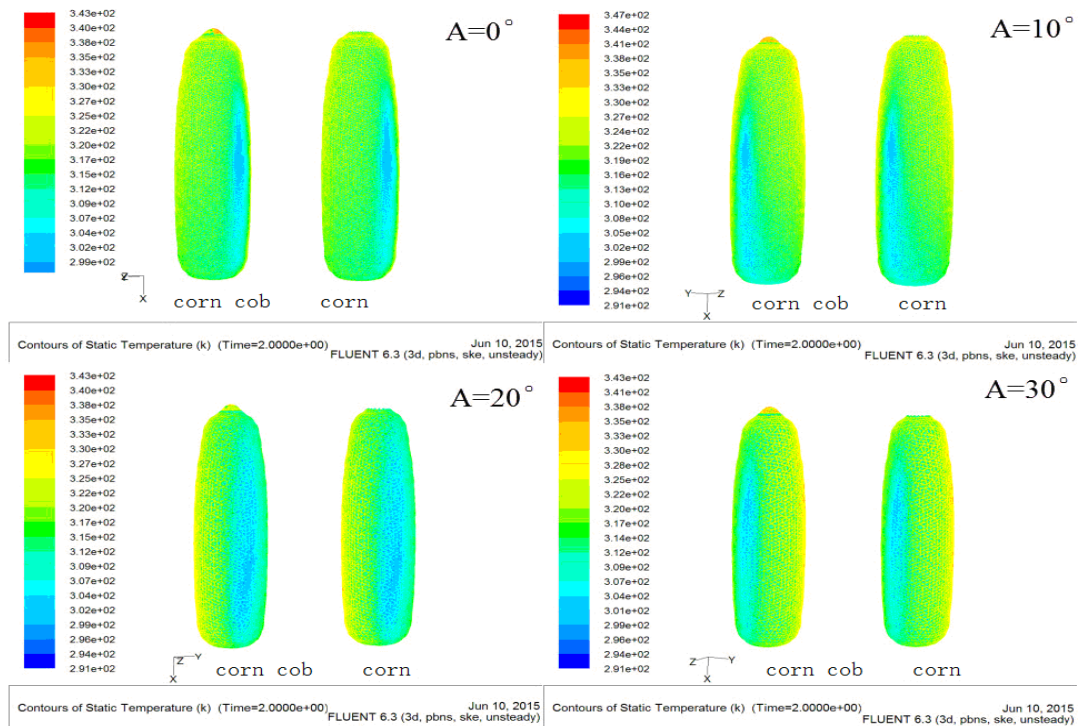 3.43e+02
3.40e+02
3.38e+02
3.35e+02
3.33e+02
3.30e+02
3.27e+02
3.25e+02
3.22e+02
3.20e+02
3.17e+02
3.15e+02
3.12e+02
3.09e+02
3.07e+02
3.04e+02
3.02e+02
2.99e+02
A=0°
Z
X
corn cob corn
Contours of Static Temperature (k) (Time=2.0000e+00)
Jun 10, 2015
FLUENT 6.3 (3d, pbns, ske, unsteady)
3.47e+02
3.44e+02
3.41e+02
3.38e+02
3.35e+02
3.33e+02
3.30e+02
3.27e+02
3.24e+02
3.21e+02
3.19e+02
3.16e+02
3.13e+02
3.10e+02
3.08e+02
3.05e+02
3.02e+02
2.99e+02
2.96e+02
2.94e+02
2.91e+02
A=10°
Y Z
X
corn cob corn
Contours of Static Temperature (k) (Time=2.0000e+00)
Jun 10, 2015
FLUENT 6.3 (3d, pbns, ske, unsteady)
3.43e+02
3.40e+02
3.38e+02
3.35e+02
3.33e+02
3.30e+02
3.27e+02
3.25e+02
3.22e+02
3.20e+02
3.17e+02
3.15e+02
3.12e+02
3.09e+02
3.07e+02
3.04e+02
3.02e+02
2.99e+02
2.96e+02
2.94e+02
2.91e+02
A=20°
Z Y
X
corn cob corn
Contours of Static Temperature (k) (Time=2.0000e+00)
Jun 10, 2015
FLUENT 6.3 (3d, pbns, ske, unsteady)
3.43e+02
3.41e+02
3.38e+02
3.35e+02
3.33e+02
3.30e+02
3.28e+02
3.25e+02
3.22e+02
3.20e+02
3.17e+02
3.14e+02
3.12e+02
3.09e+02
3.07e+02
3.04e+02
3.01e+02
2.99e+02
2.96e+02
2.94e+02
2.91e+02
A=30°
Z Y
X
corn cob corn
Contours of Static Temperature (k) (Time=2.0000e+00)
Jun 10, 2015
FLUENT 6.3 (3d, pbns, ske, unsteady)